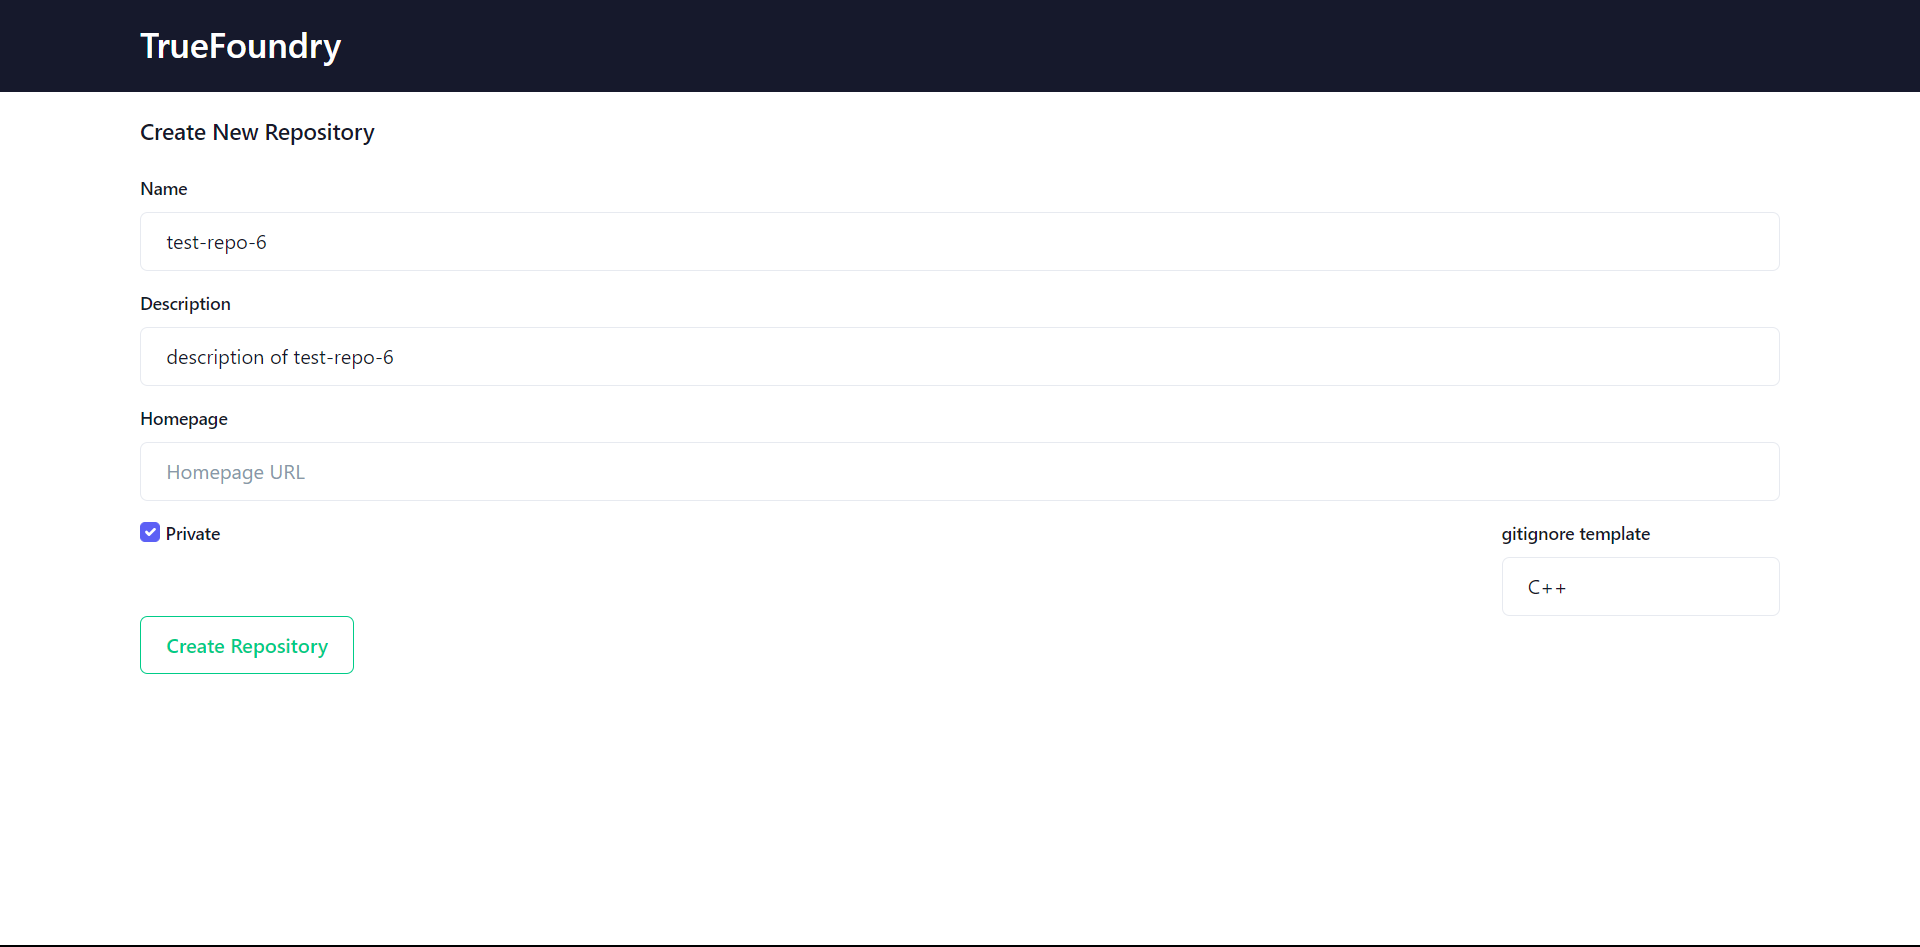 TrueFoundry
Create New Repository
Name
test-repo-6
Description
description of test-repo-6
Homepage
Homepage URL
Private
gitignore template
C++
Create Repository